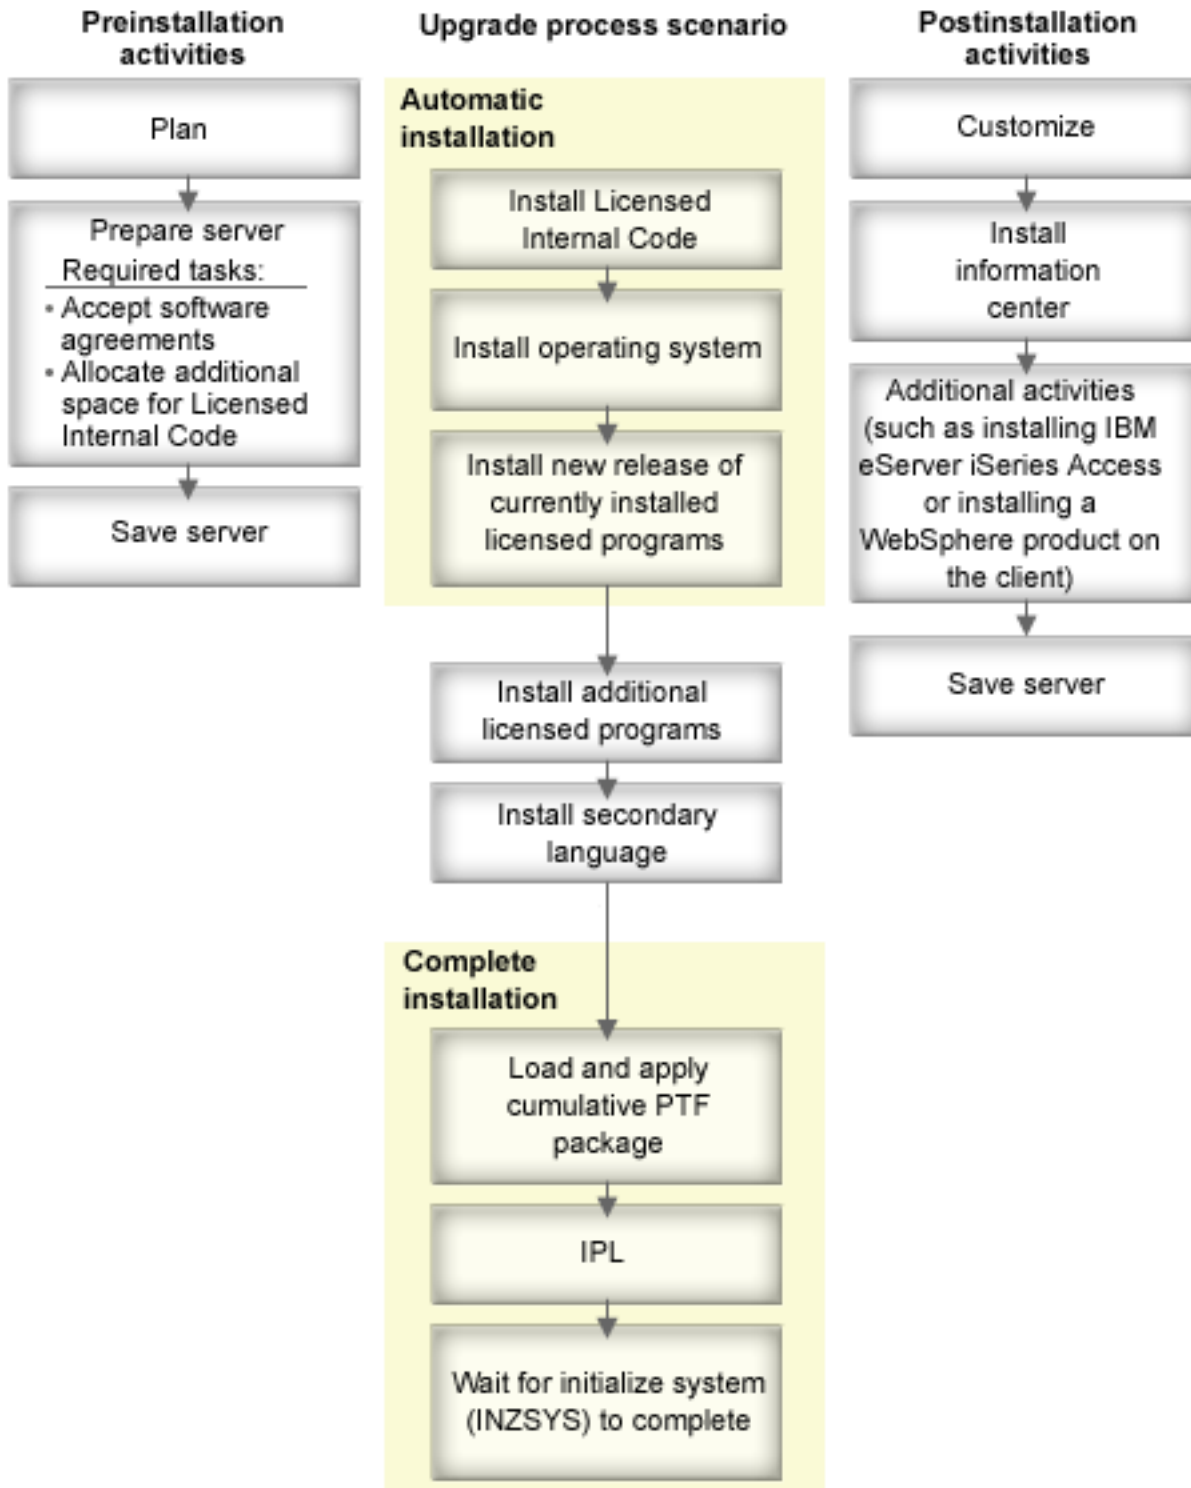 Preinstallation
activities
Plan
Prepare server
Required tasks:
• Accept software
agreements
• Allocate additional
space for Licensed
Internal Code
Save server
Upgrade process scenario
Automatic
installation
Install Licensed
Internal Code
Install operating system
Install new release of
currently installed
licensed programs
Install additional
licensed programs
Install secondary
language
Complete
installation
Load and apply
cumulative PTF
package
IPL
Wait for initialize system
(INZSYS) to complete
Postinstallation
activities
Customize
Install
information
center
Additional activities
(such as installing IBM
eServer iSeries Access
or installing a
WebSphere product on
the client)
Save server